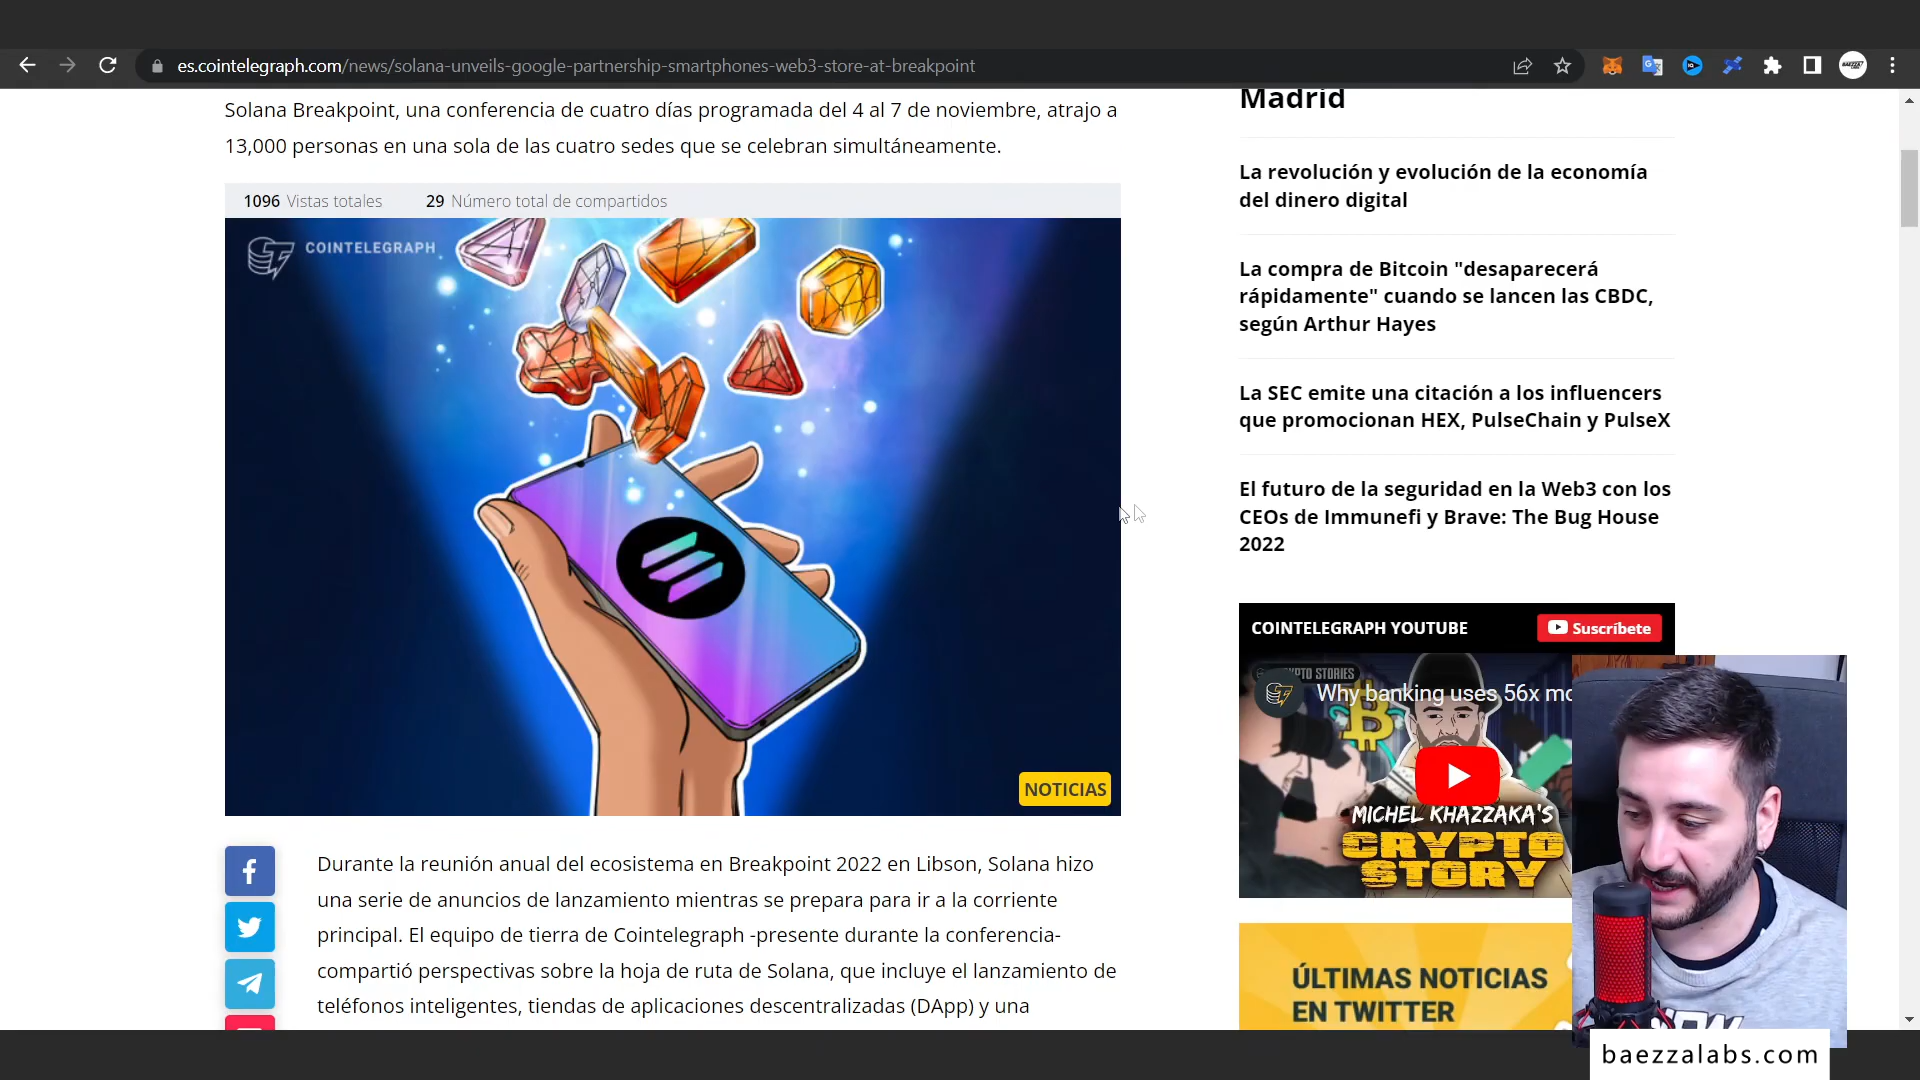 es.cointelegraph.com/news/solana-unveils-google-partnership-smartphones-web3-store-at-breakpoint
Solana Breakpoint, una conferencia de cuatro días programada del 4 al 7 de noviembre, atrajo a
13,000 personas en una sola de las cuatro sedes que se celebran simultáneamente.
1096 Vistas totales
29 Número total de compartidos
COINTELEGRAPH
NOTICIAS
Durante la reunión anual del ecosistema en Breakpoint 2022 en Libson, Solana hizo
una serie de anuncios de lanzamiento mientras se prepara para ir a la corriente
principal. El equipo de tierra de Cointelegraph -presente durante la conferencia-
compartió perspectivas sobre la hoja de ruta de Solana, que incluye el lanzamiento de
teléfonos inteligentes, tiendas de aplicaciones descentralizadas (DApp) y una
Madrid
La revolución y evolución de la economía
del dinero digital
La compra de Bitcoin "desaparecerá
rápidamente" cuando se lancen las CBDC,
según Arthur Hayes
La SEC emite una citación a los influencers
que promocionan HEX, PulseChain y PulseX
El futuro de la seguridad en la Web3 con los
CEOs de Immunefi y Brave: The Bug House
2022
COINTELEGRAPH YOUTUBE
Suscríbete
Why banking uses 56x mo
MICHEL KHAZZAKA'S
CRYPTO
STORY
ÚLTIMAS NOTICIAS
EN TWITTER
baezzalabs.com